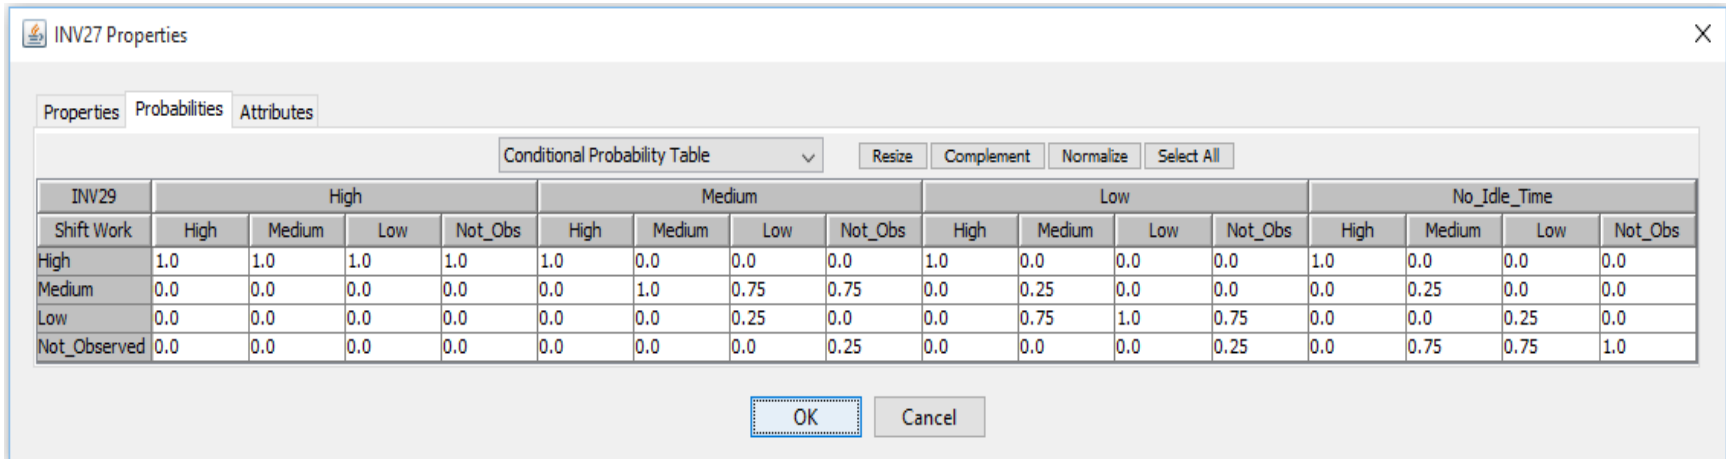 INV27 Properties
Properties Probabilities Attributes
Conditional Probability Table Resize Complement Normalize Select All
INV29 High Medium Low No_Idle_Time
Shift Work High Medium Low Not_Obs High Medium Low Not_Obs High Medium Low Not_Obs High Medium Low Not_Obs
High 1.0 1.0 1.0 1.0 1.0 0.0 0.0 0.0 1.0 0.0 0.0 0.0 1.0 0.0 0.0 0.0
Medium 0.0 0.0 0.0 0.0 0.0 1.0 0.75 0.75 0.0 0.25 0.0 0.0 0.0 0.25 0.0 0.0
Low 0.0 0.0 0.0 0.0 0.0 0.0 0.25 0.0 0.0 0.75 1.0 0.75 0.0 0.0 0.25 0.0
Not_Observed 0.0 0.0 0.0 0.0 0.0 0.0 0.0 0.25 0.0 0.0 0.0 0.25 0.0 0.75 0.75 1.0
OK Cancel